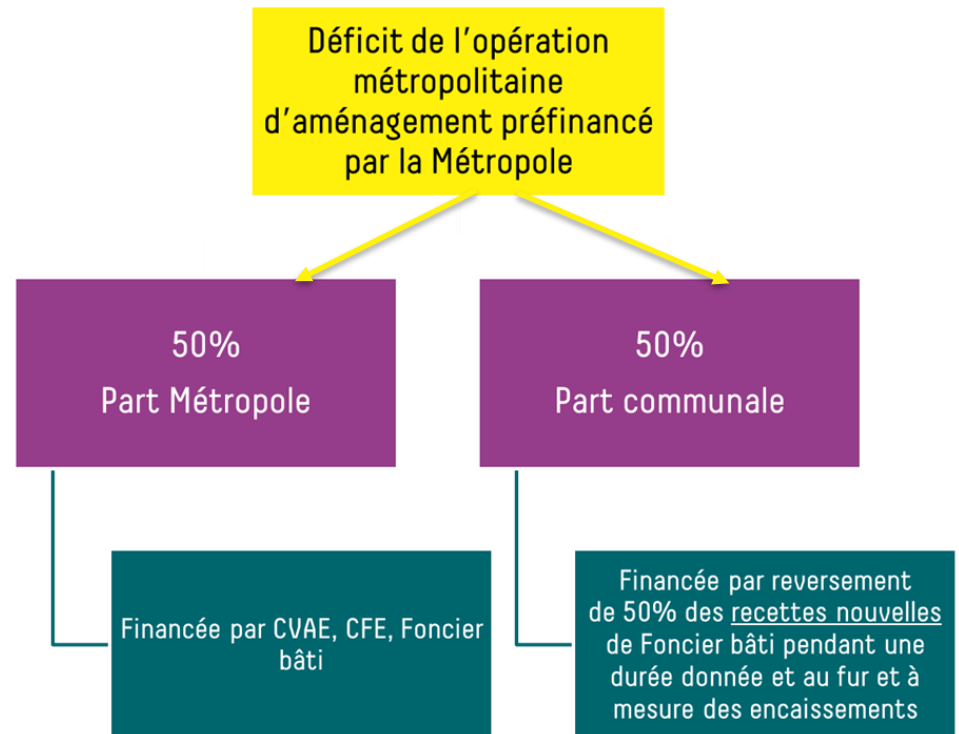 Déficit de l'opération
métropolitaine
d'aménagement préfinancé
par la Métropole
50%
Part Métropole
50%
Part communale
Financée par CVAE, CFE, Foncier
bâti
Financée par reversement
de 50% des recettes nouvelles
de Foncier bâti pendant une
durée donnée et au fur et à
mesure des encaissements